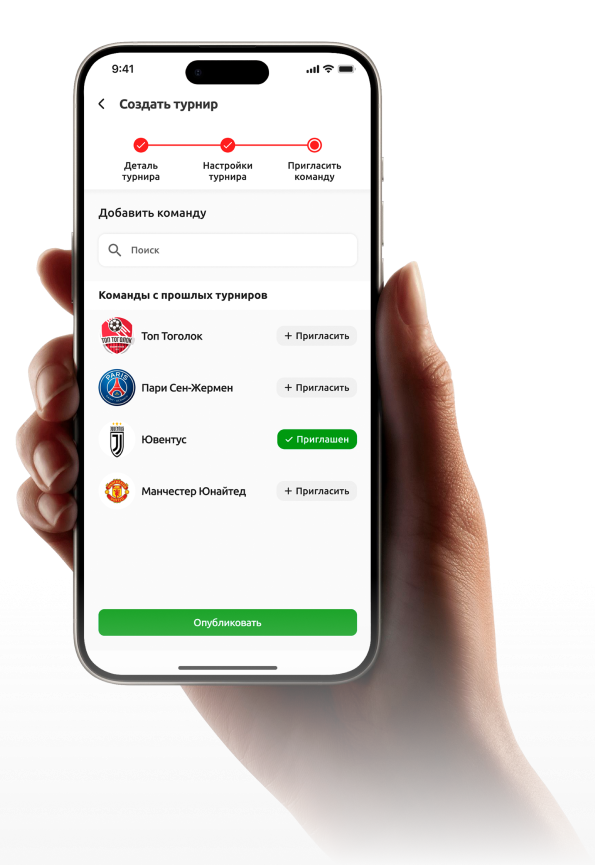 9:41
Создать турнир
Деталь турнира
Настройки турнира
Пригласить команду
Добавить команду
Поиск
Команды с прошлых турниров
ТОП ТОГОЛОК
Топ Тоголок
+ Пригласить
PARIS
Пари Сен-Жермен
+ Пригласить
Ювентус
Приглашен
Манчестер Юнайтед
+ Пригласить
Опубликовать